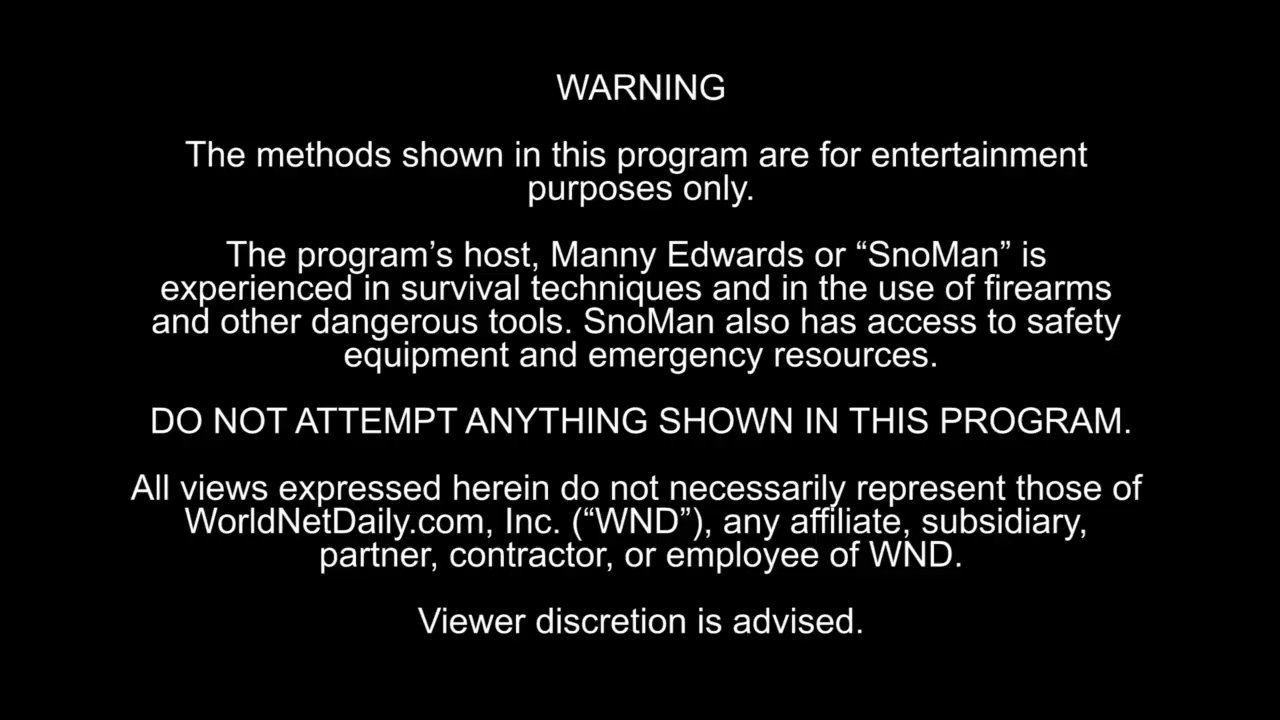 WARNING
The methods shown in this program are for entertainment
purposes only.
The program’s host, Manny Edwards or “SnoMan” is
experienced in survival techniques and in the use of firearms
and other dangerous tools. SnoMan also has access to safety
equipment and emergency resources.
DO NOT ATTEMPT ANYTHING SHOWN IN THIS PROGRAM.
All views expressed herein do not necessarily represent those of
WorldNetDaily.com, Inc. (“WND”), any affiliate, subsidiary,
partner, contractor, or employee of WND.
Viewer discretion is advised.